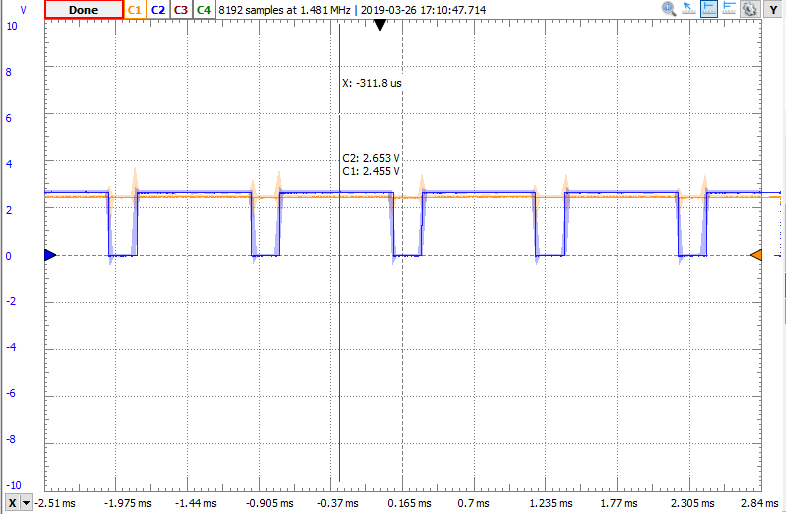 V Done C1 C2 C3 C4 8192 samples at 1.481 MHz | 2019-03-26 17:10:47.714 Y
10
8
X: -311.8 us
6
4
C2: 2.653 V
C1: 2.455 V
2
0
-2
-4
-6
-8
-10
X -2.51 ms -1.975 ms -1.44 ms -0.905 ms -0.37 ms 0.165 ms 0.7 ms 1.235 ms 1.77 ms 2.305 ms 2.84 ms